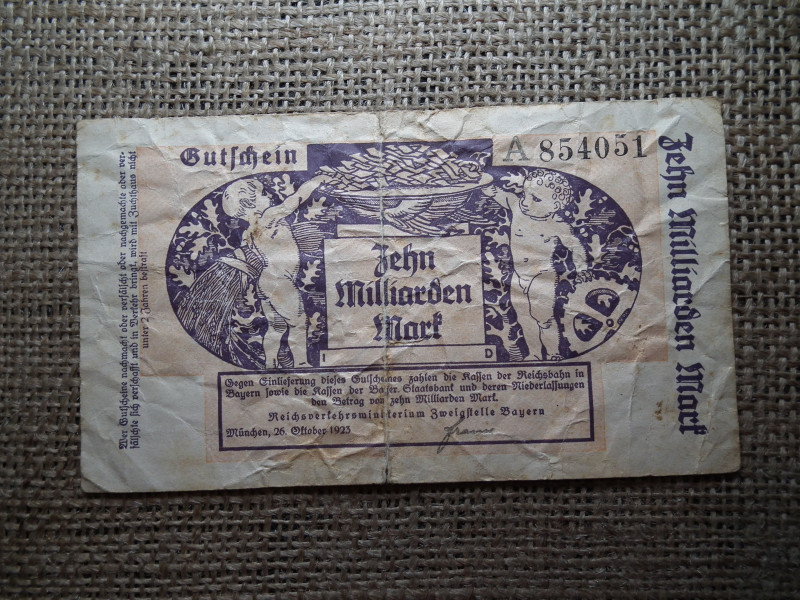 Gutschein
A 854051
Zehn
Milliarden
Mark
I D
Gegen Einlieferung dieses Gutscheines zahlen die Kassen der Reichsbahn in
Bayern sowie die Kassen der Bayer. Staatsbank und deren Niederlassungen
den Betrag von zehn Milliarden Mark.
Reichsverkehrsministerium Zweigstelle Bayern
München, 26. Oktober 1923
Wer Gutscheine nachmacht oder verfälscht oder nachgemachte oder ver-
fälschte sich verschafft und in Verkehr bringt, wird mit Zuchthaus nicht
unter 2 Jahren bestraft
Zehn Milliarden Mark